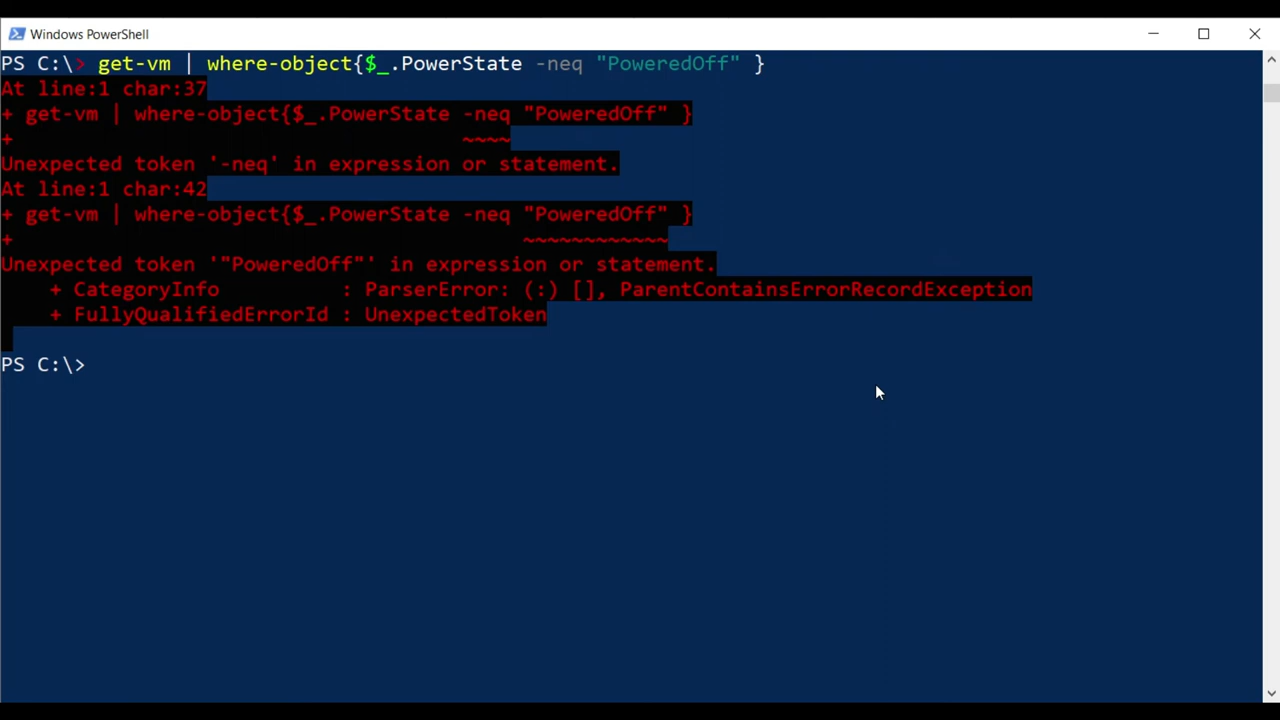 Windows PowerShell
PS C:\> get-vm | where-object{$_.PowerState -neq "PoweredOff" }
At line:1 char:37
+ get-vm | where-object{$_.PowerState -neq "PoweredOff" }
+                                     ~~~~
Unexpected token '-neq' in expression or statement.
At line:1 char:42
+ get-vm | where-object{$_.PowerState -neq "PoweredOff" }
+                                          ~~~~~~~~~~~~
Unexpected token '"PoweredOff"' in expression or statement.
    + CategoryInfo          : ParserError: (:) [], ParentContainsErrorRecordException
    + FullyQualifiedErrorId : UnexpectedToken
PS C:\>